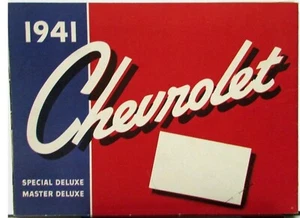 1941
Chevrolet
SPECIAL DELUXE
MASTER DELUXE